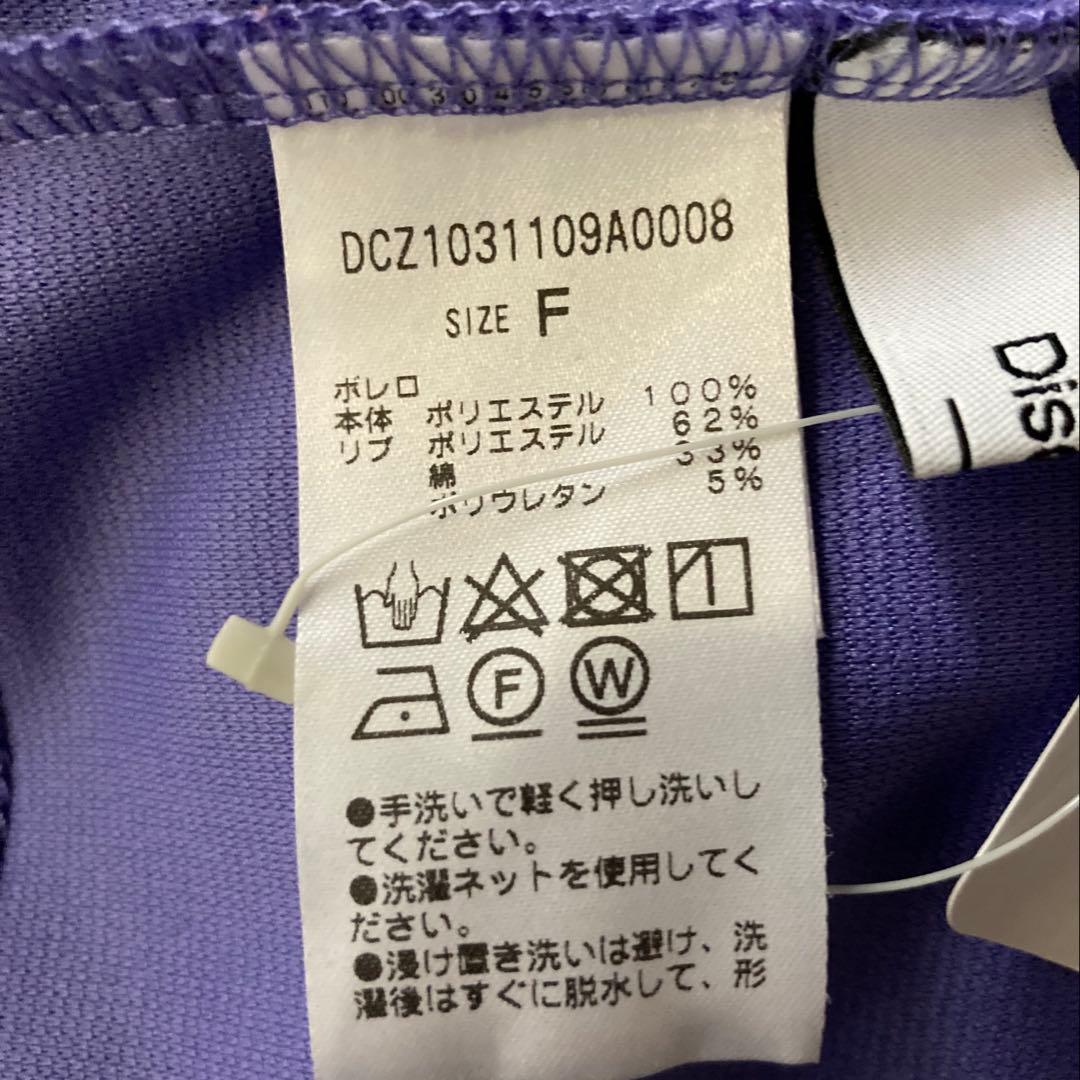 DCZ1031109A0008
SIZE F
ボレロ
本体 ポリエステル 100%
リブ ポリエステル 62%
綿 33%
ポリウレタン 5%
F W
●手洗いで軽く押し洗いし
てください。
●洗濯ネットを使用してく
ださい。
●浸け置き洗いは避け、洗
濯後はすぐに脱水して、形
Dis